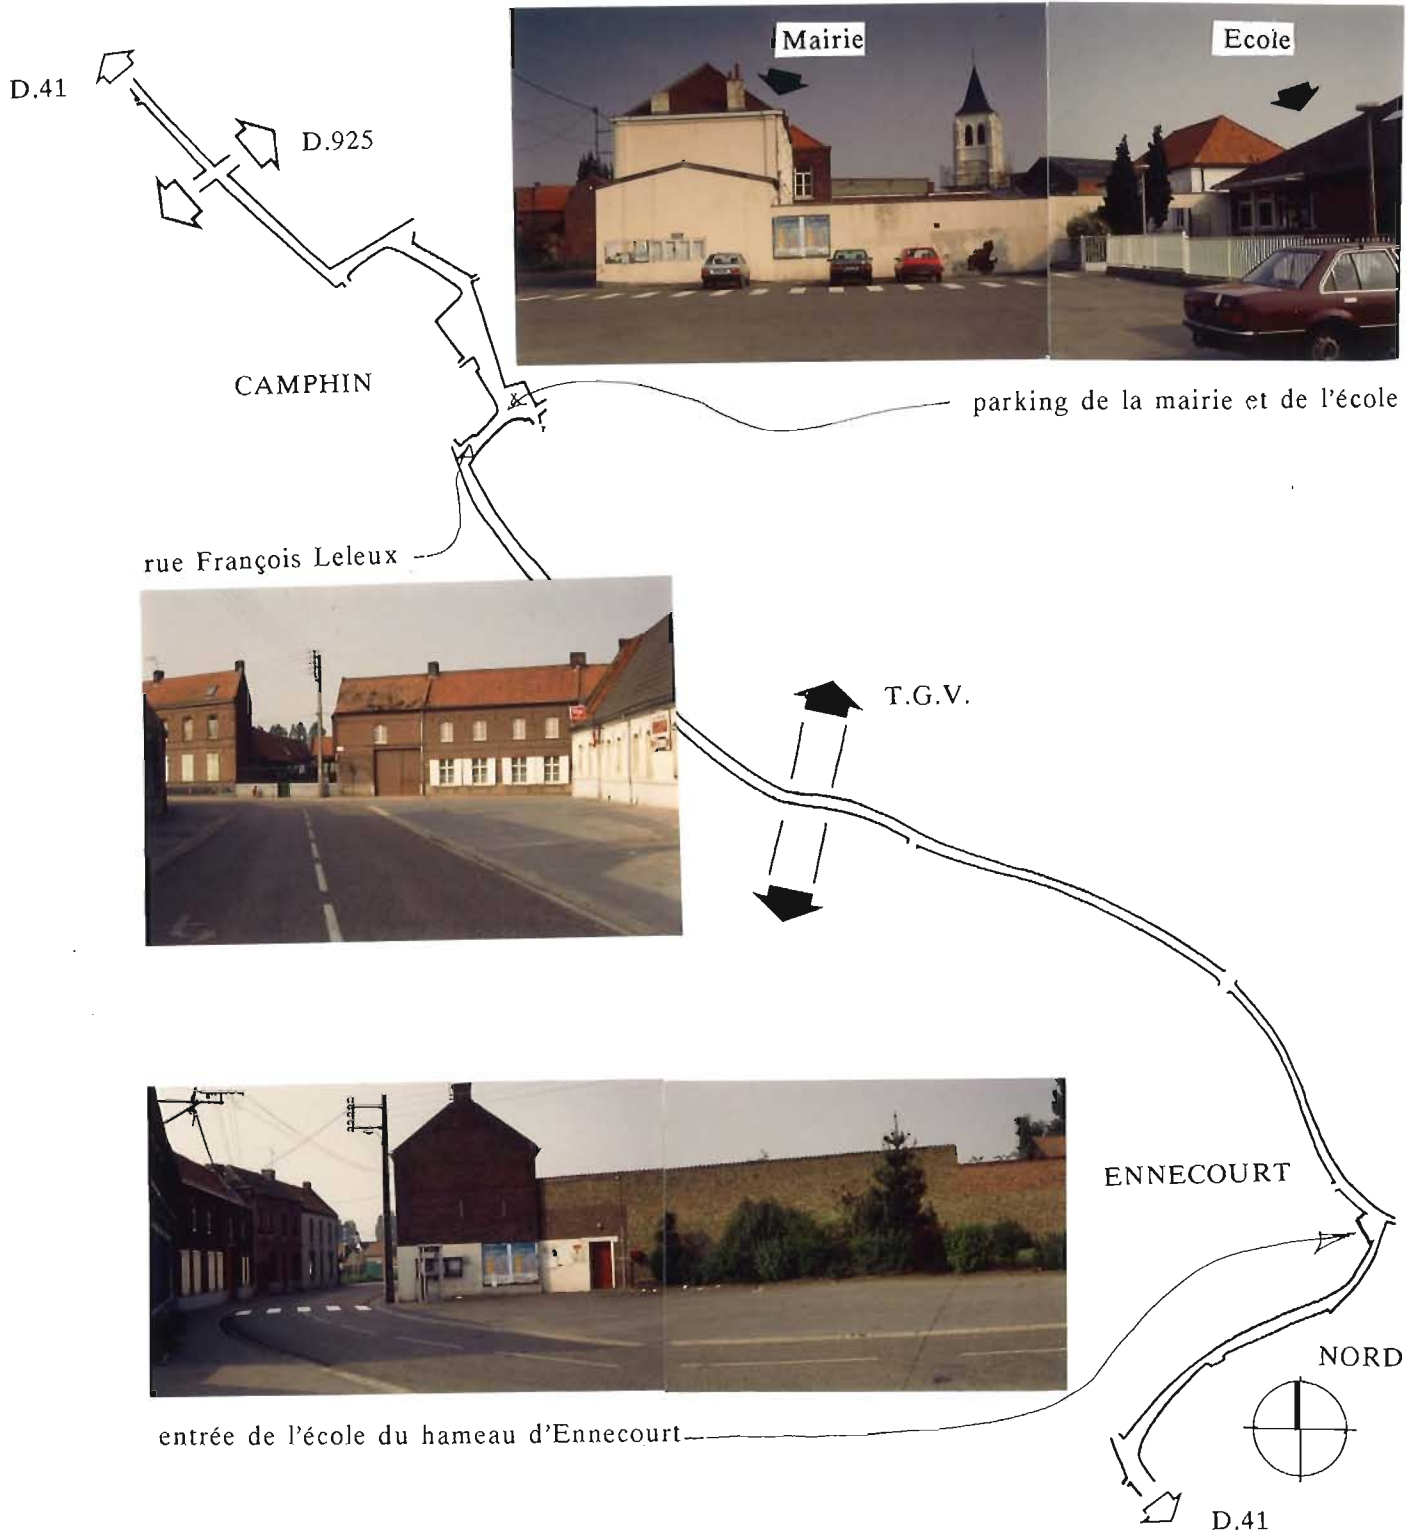 Mairie
Ecole
D.41
D.925
CAMPHIN
parking de la mairie et de l'école
rue François Leleux
T.G.V.
ENNECOURT
NORD
entrée de l'école du hameau d'Ennecourt
D.41